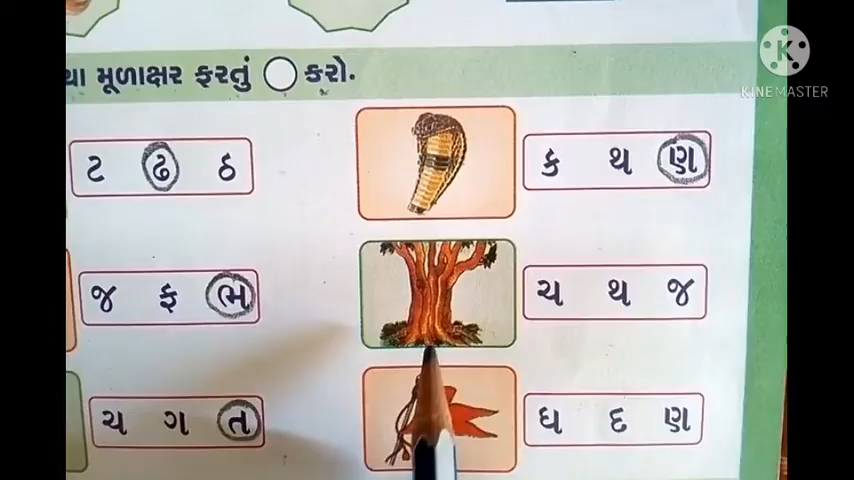 મૂળાક્ષર ફરતું કરો.
KINEMASTER
ટ ઢ ઠ
ક થ ણ
જ ફ ભ
ચ થ જ
ચ ગ ત
ઘ દ ણ